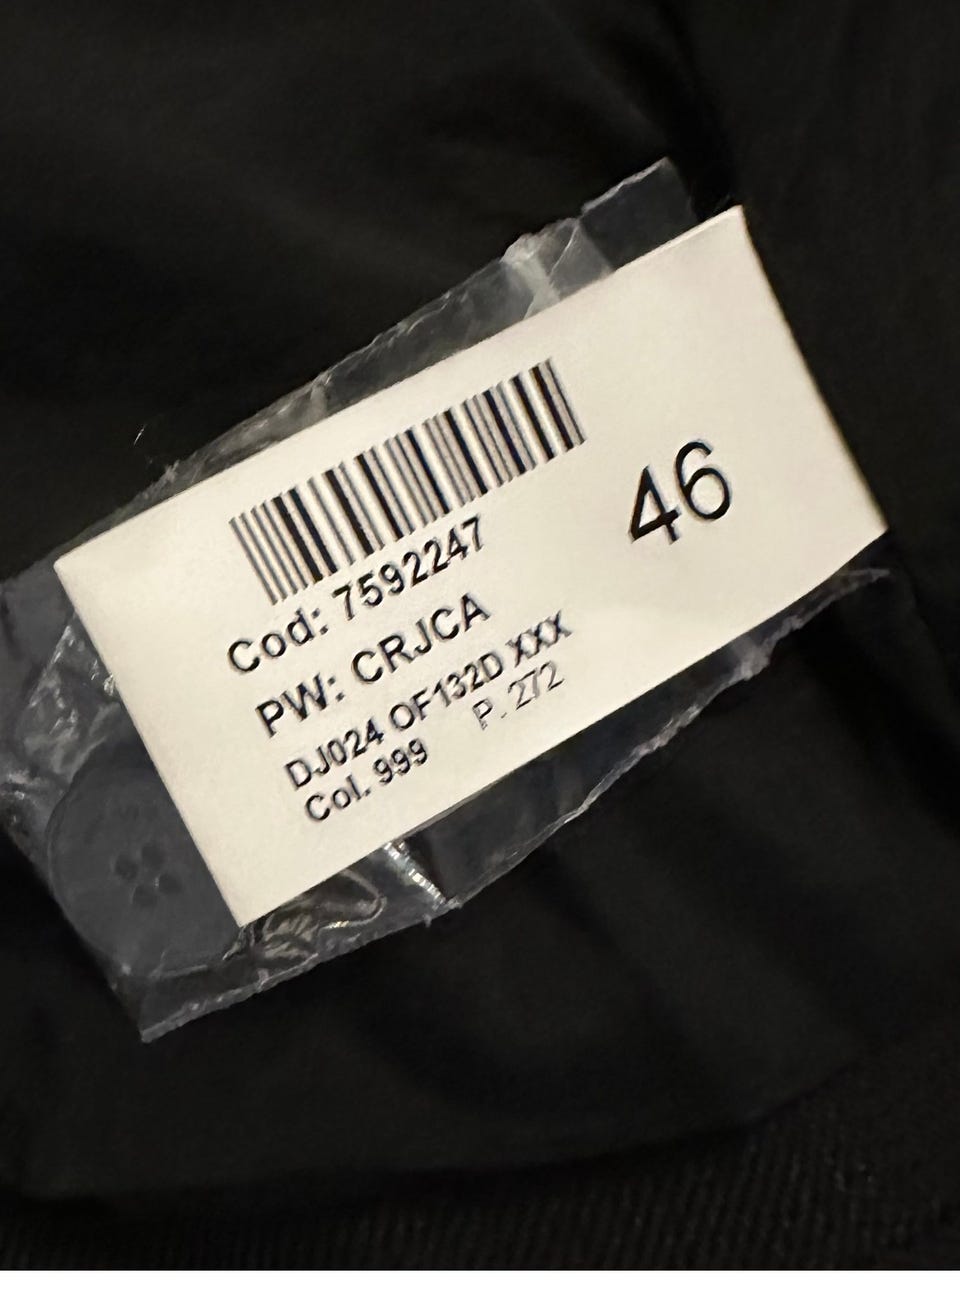 46
Cod: 7592247
PW: CRJCA
DJ024 OF132D XXX
Col. 999 P. 272